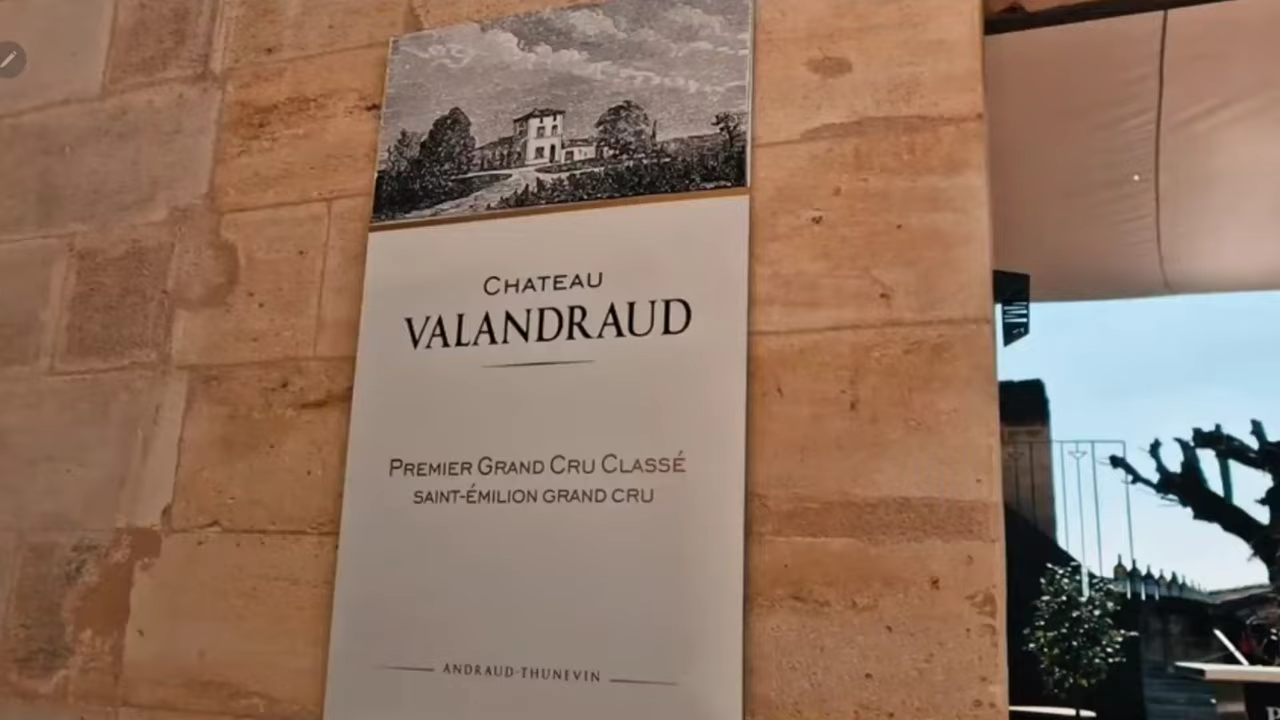 CHATEAU
VALANDRAUD
PREMIER GRAND CRU CLASSÉ
SAINT-ÉMILION GRAND CRU
ANDRAUD-THUNEVIN